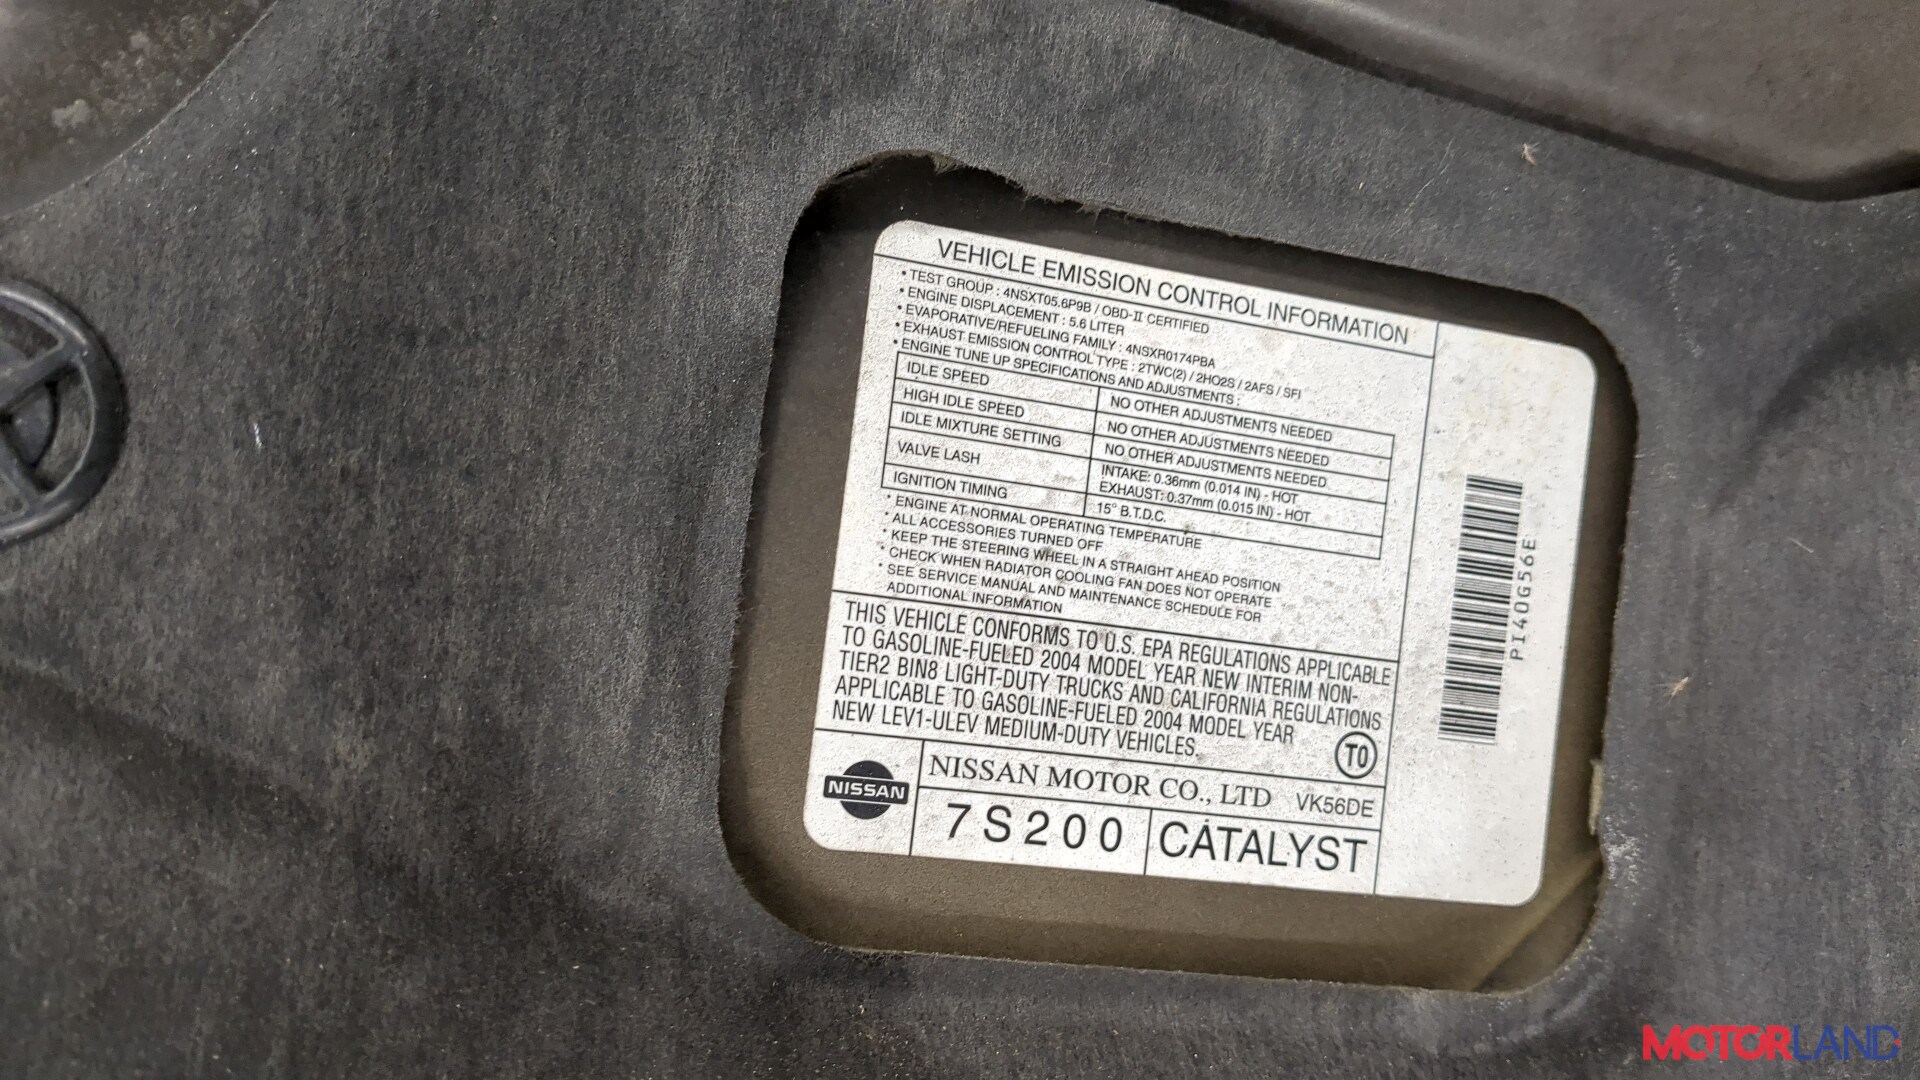 VEHICLE EMISSION CONTROL INFORMATION
• TEST GROUP : 4NSXT05.6P9B / OBD-II CERTIFIED
• ENGINE DISPLACEMENT : 5.6 LITER
• EVAPORATIVE/REFUELING FAMILY : 4NSXR0174PBA
• EXHAUST EMISSION CONTROL TYPE : 2TWC(2) / 2HO2S / 2AFS / SFI
• ENGINE TUNE UP SPECIFICATIONS AND ADJUSTMENTS :
IDLE SPEED NO OTHER ADJUSTMENTS NEEDED
HIGH IDLE SPEED NO OTHER ADJUSTMENTS NEEDED
IDLE MIXTURE SETTING NO OTHER ADJUSTMENTS NEEDED
VALVE LASH INTAKE: 0.36mm (0.014 IN) - HOT
EXHAUST: 0.37mm (0.015 IN) - HOT
IGNITION TIMING 15° B.T.D.C.
* ENGINE AT NORMAL OPERATING TEMPERATURE
* ALL ACCESSORIES TURNED OFF
* KEEP THE STEERING WHEEL IN A STRAIGHT AHEAD POSITION
* CHECK WHEN RADIATOR COOLING FAN DOES NOT OPERATE
* SEE SERVICE MANUAL AND MAINTENANCE SCHEDULE FOR
ADDITIONAL INFORMATION
THIS VEHICLE CONFORMS TO U.S. EPA REGULATIONS APPLICABLE
TO GASOLINE-FUELED 2004 MODEL YEAR NEW INTERIM NON-
TIER2 BIN8 LIGHT-DUTY TRUCKS AND CALIFORNIA REGULATIONS
APPLICABLE TO GASOLINE-FUELED 2004 MODEL YEAR
NEW LEV1-ULEV MEDIUM-DUTY VEHICLES.
TO
NISSAN
NISSAN MOTOR CO., LTD VK56DE
7S200 CATALYST
PI40G56E
MOTORLAND